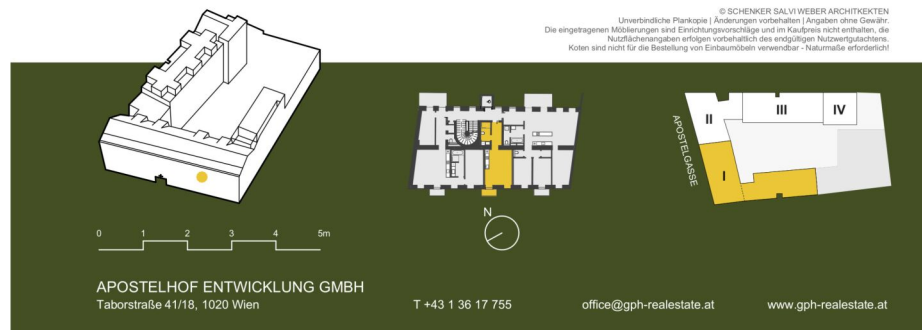 © SCHENKER SALVI WEBER ARCHITKEKTEN
Unverbindliche Plankopie | Änderungen vorbehalten | Angaben ohne Gewähr.
Die eingetragenen Möblierungen sind Einrichtungsvorschläge und im Kaufpreis nicht enthalten, die
Nutzflächenangaben erfolgen vorbehaltlich des endgültigen Nutzwertgutachtens.
Koten sind nicht für die Bestellung von Einbaumöbeln verwendbar - Naturmaße erforderlich!
II
III
IV
APOSTELGASSE
I
N
0 1 2 3 4 5m
APOSTELHOF ENTWICKLUNG GMBH
Taborstraße 41/18, 1020 Wien
T +43 1 36 17 755
office@gph-realestate.at
www.gph-realestate.at